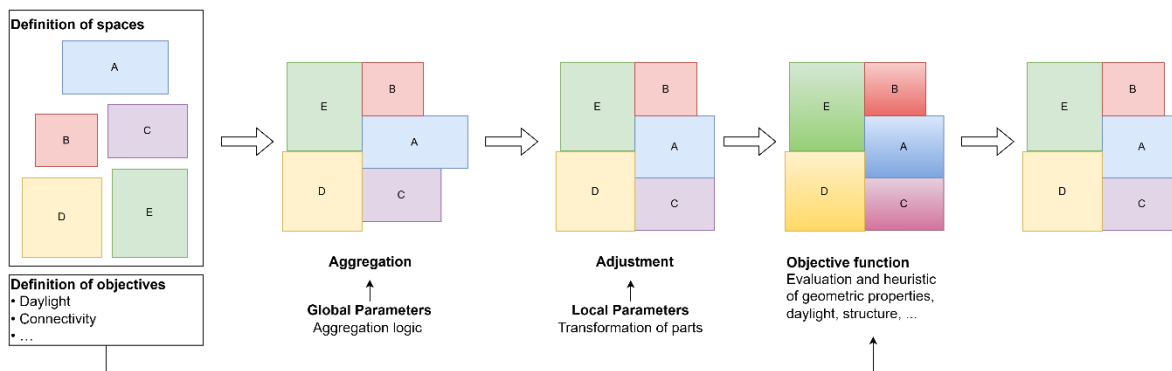 Definition of spaces
A
B
C
D
E
Definition of objectives
• Daylight
• Connectivity
• ...
E
B
A
D
C
Aggregation
Global Parameters
Aggregation logic
E
B
A
D
C
Adjustment
Local Parameters
Transformation of parts
E
B
A
D
C
Objective function
Evaluation and heuristic
of geometric properties,
daylight, structure, ...
E
B
A
D
C